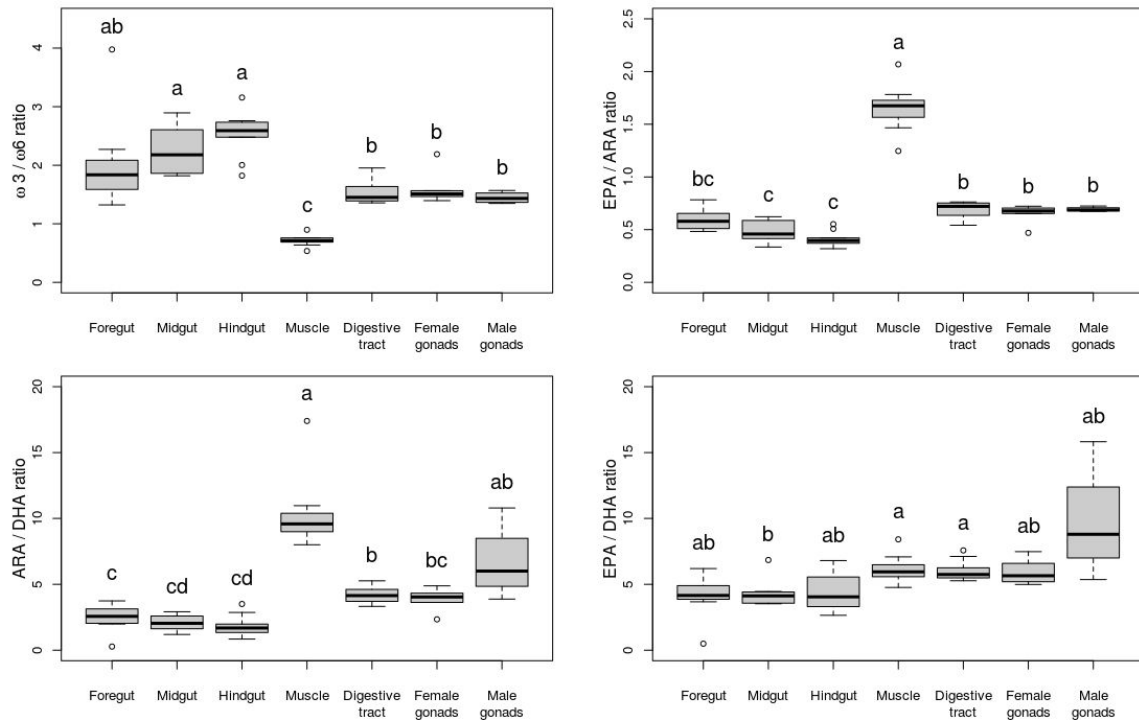 ω 3 / ω6 ratio
4
3
2
1
0
ab
a
a
c
b
b
b
Foregut Midgut Hindgut Muscle Digestive tract Female gonads Male gonads
EPA / ARA ratio
2.5
2.0
1.5
1.0
0.5
0.0
bc
c
c
a
b
b
b
Foregut Midgut Hindgut Muscle Digestive tract Female gonads Male gonads
ARA / DHA ratio
20
15
10
5
0
c
cd
cd
a
b
bc
ab
Foregut Midgut Hindgut Muscle Digestive tract Female gonads Male gonads
EPA / DHA ratio
20
15
10
5
0
ab
b
ab
a
a
ab
ab
Foregut Midgut Hindgut Muscle Digestive tract Female gonads Male gonads